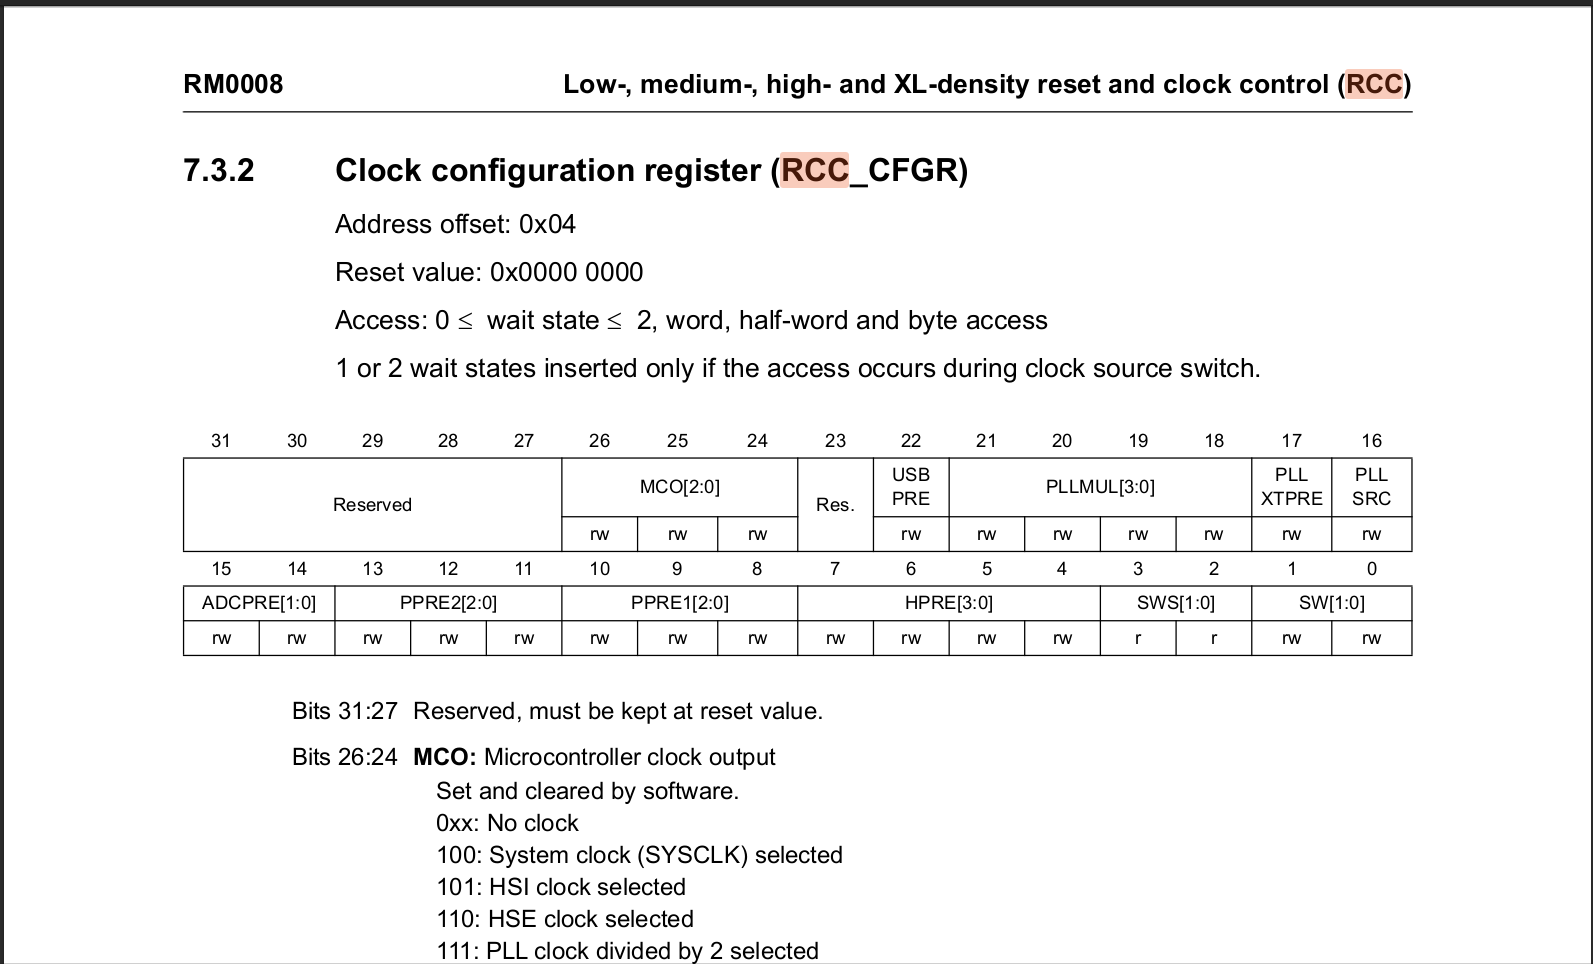 RM0008 Low-, medium-, high- and XL-density reset and clock control (RCC)
7.3.2 Clock configuration register (RCC_CFGR)
Address offset: 0x04
Reset value: 0x0000 0000
Access: 0 ≤ wait state ≤ 2, word, half-word and byte access
1 or 2 wait states inserted only if the access occurs during clock source switch.
31 30 29 28 27 26 25 24 23 22 21 20 19 18 17 16
Reserved MCO[2:0] Res. USB PRE PLLMUL[3:0] PLL XTPRE PLL SRC
rw rw rw rw rw rw rw rw rw rw
15 14 13 12 11 10 9 8 7 6 5 4 3 2 1 0
ADCPRE[1:0] PPRE2[2:0] PPRE1[2:0] HPRE[3:0] SWS[1:0] SW[1:0]
rw rw rw rw rw rw rw rw rw rw rw rw r r rw rw
Bits 31:27 Reserved, must be kept at reset value.
Bits 26:24 MCO: Microcontroller clock output
Set and cleared by software.
0xx: No clock
100: System clock (SYSCLK) selected
101: HSI clock selected
110: HSE clock selected
111: PLL clock divided by 2 selected